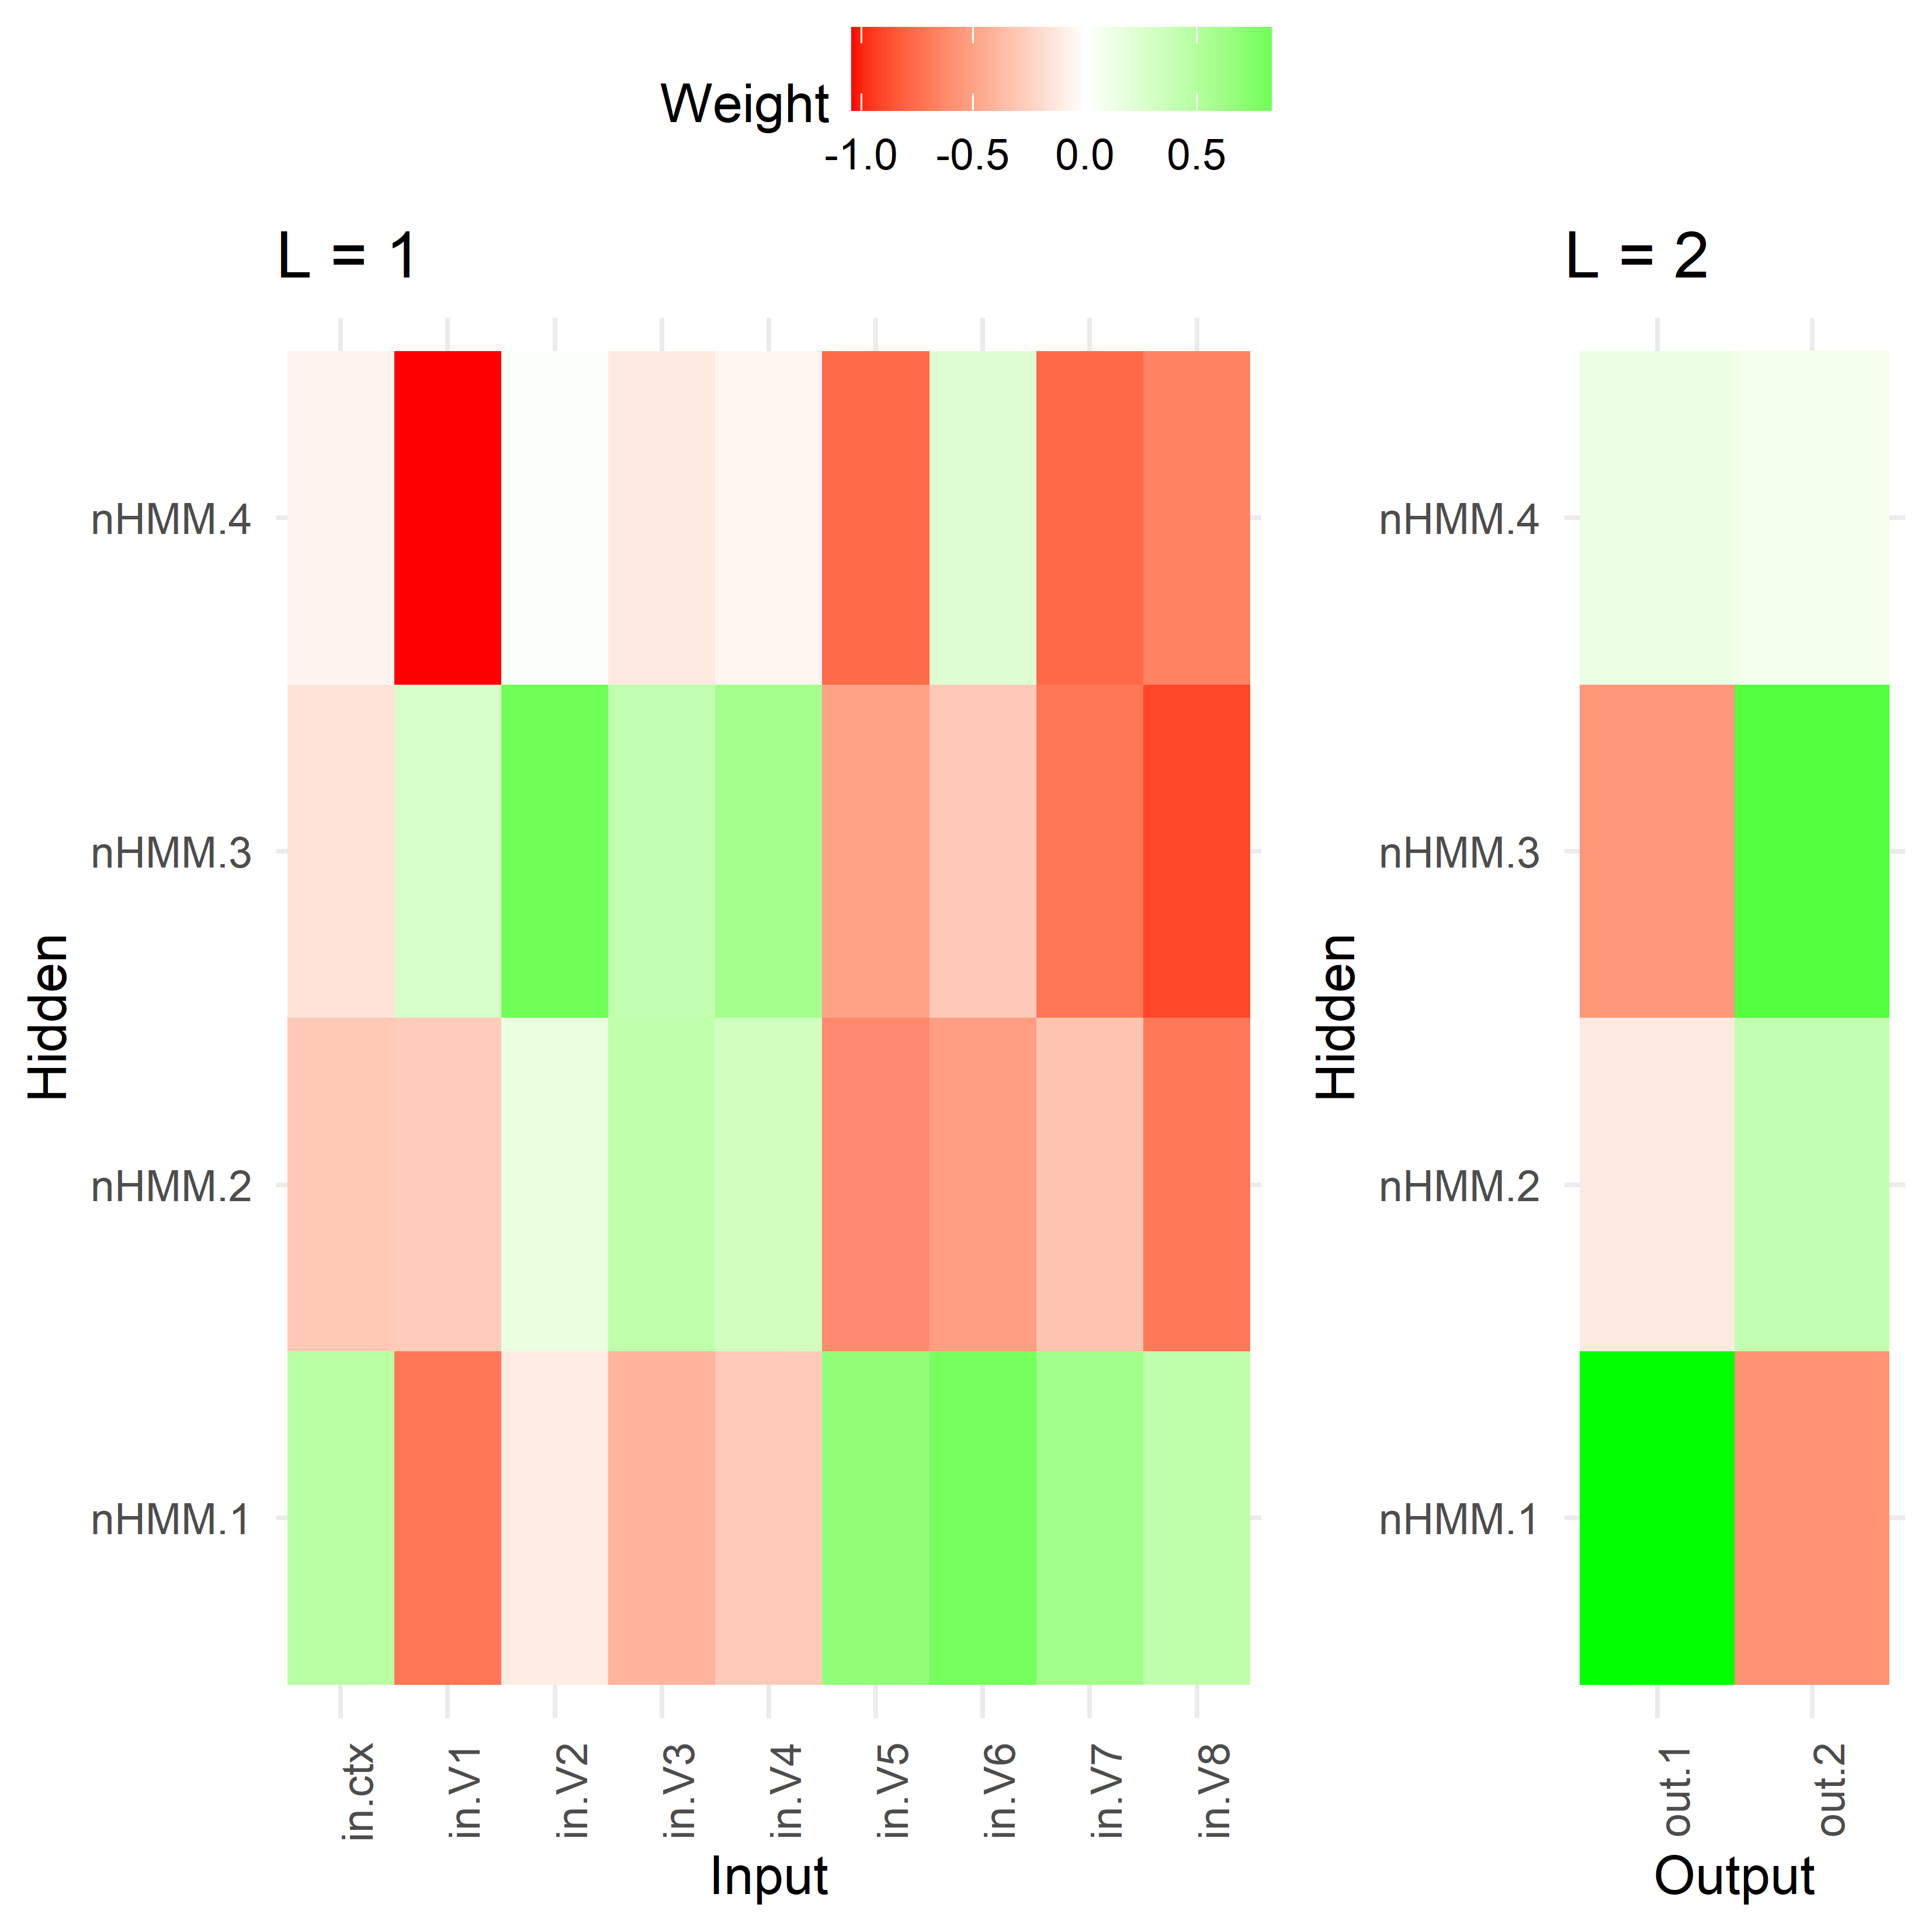 Weight
-1.0 -0.5 0.0 0.5
L = 1
L = 2
Hidden
nHMM.4
nHMM.3
nHMM.2
nHMM.1
in.ctx in.V1 in.V2 in.V3 in.V4 in.V5 in.V6 in.V7 in.V8
Input
Hidden
nHMM.4
nHMM.3
nHMM.2
nHMM.1
out.1 out.2
Output